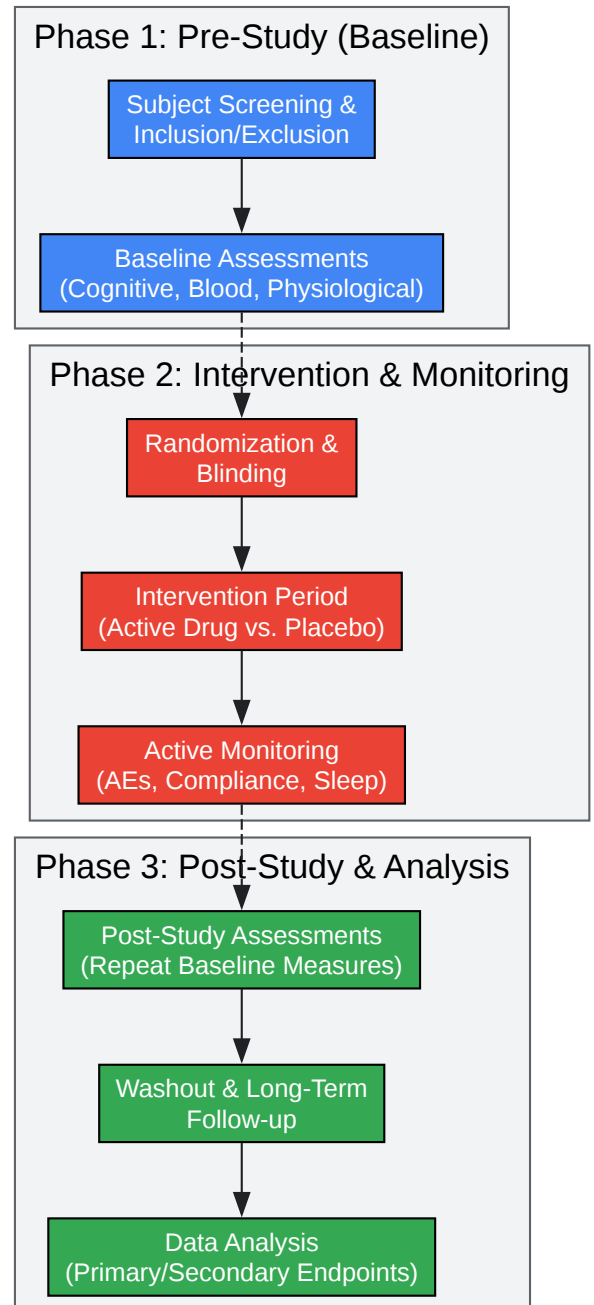 Phase 1: Pre-Study (Baseline)
Subject Screening &
Inclusion/Exclusion
Baseline Assessments
(Cognitive, Blood, Physiological)
Phase 2: Intervention & Monitoring
Randomization &
Blinding
Intervention Period
(Active Drug vs. Placebo)
Active Monitoring
(AEs, Compliance, Sleep)
Phase 3: Post-Study & Analysis
Post-Study Assessments
(Repeat Baseline Measures)
Washout & Long-Term
Follow-up
Data Analysis
(Primary/Secondary Endpoints)